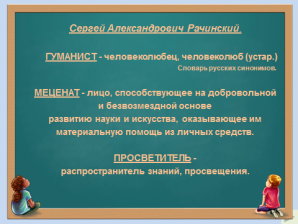 Сергей Александрович Рачинский
ГУМАНИСТ - человеколюбец, человеколюб (устар.)
Словарь русских синонимов.
МЕЦЕНАТ - лицо, способствующее на добровольной
и безвозмездной основе
развитию науки и искусства, оказывающее им
материальную помощь из личных средств.
ПРОСВЕТИТЕЛЬ -
распространитель знаний, просвещения.